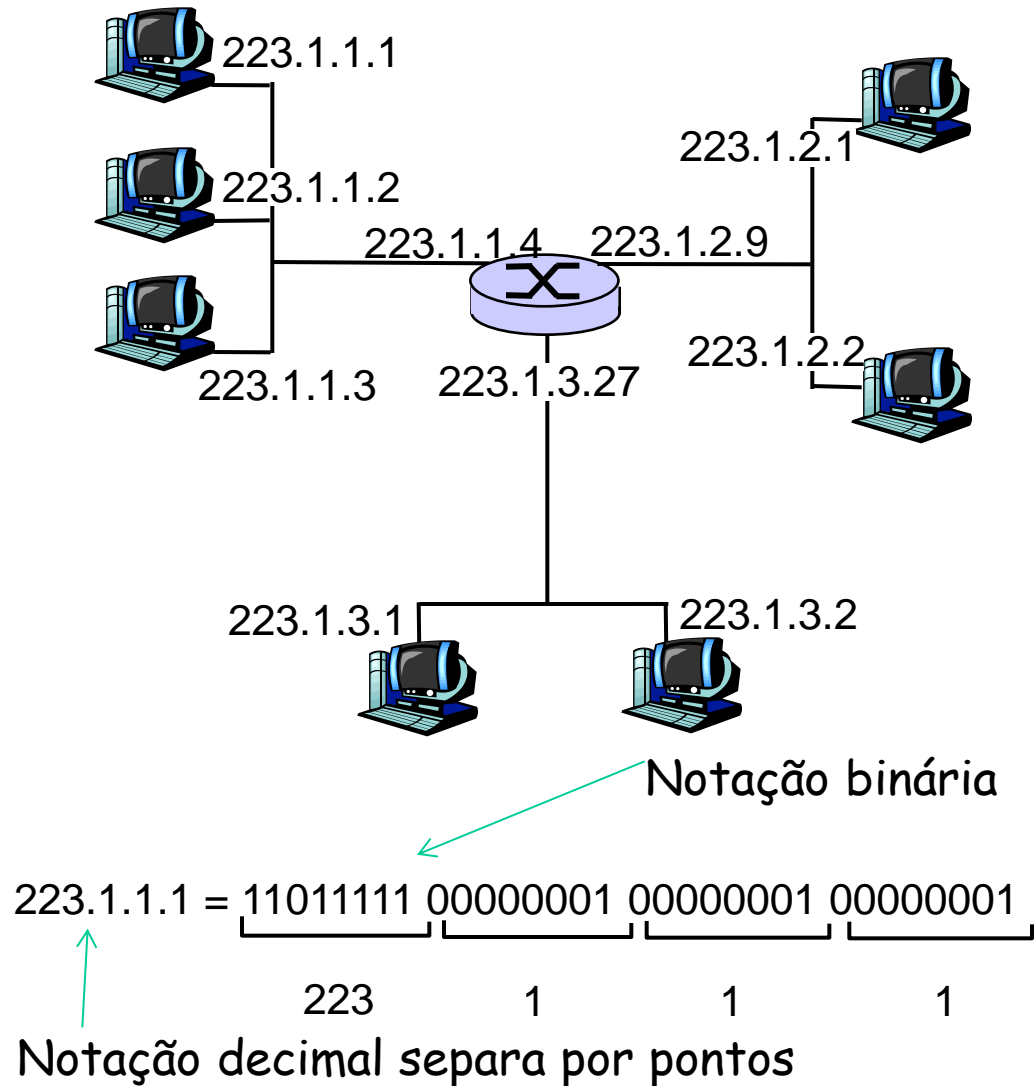 223.1.1.1
223.1.2.1
223.1.1.2
223.1.1.4
223.1.2.9
223.1.2.2
223.1.1.3
223.1.3.27
223.1.3.1
223.1.3.2
Notação binária
223.1.1.1 = 11011111 00000001 00000001 00000001
223 1 1 1
Notação decimal separa por pontos